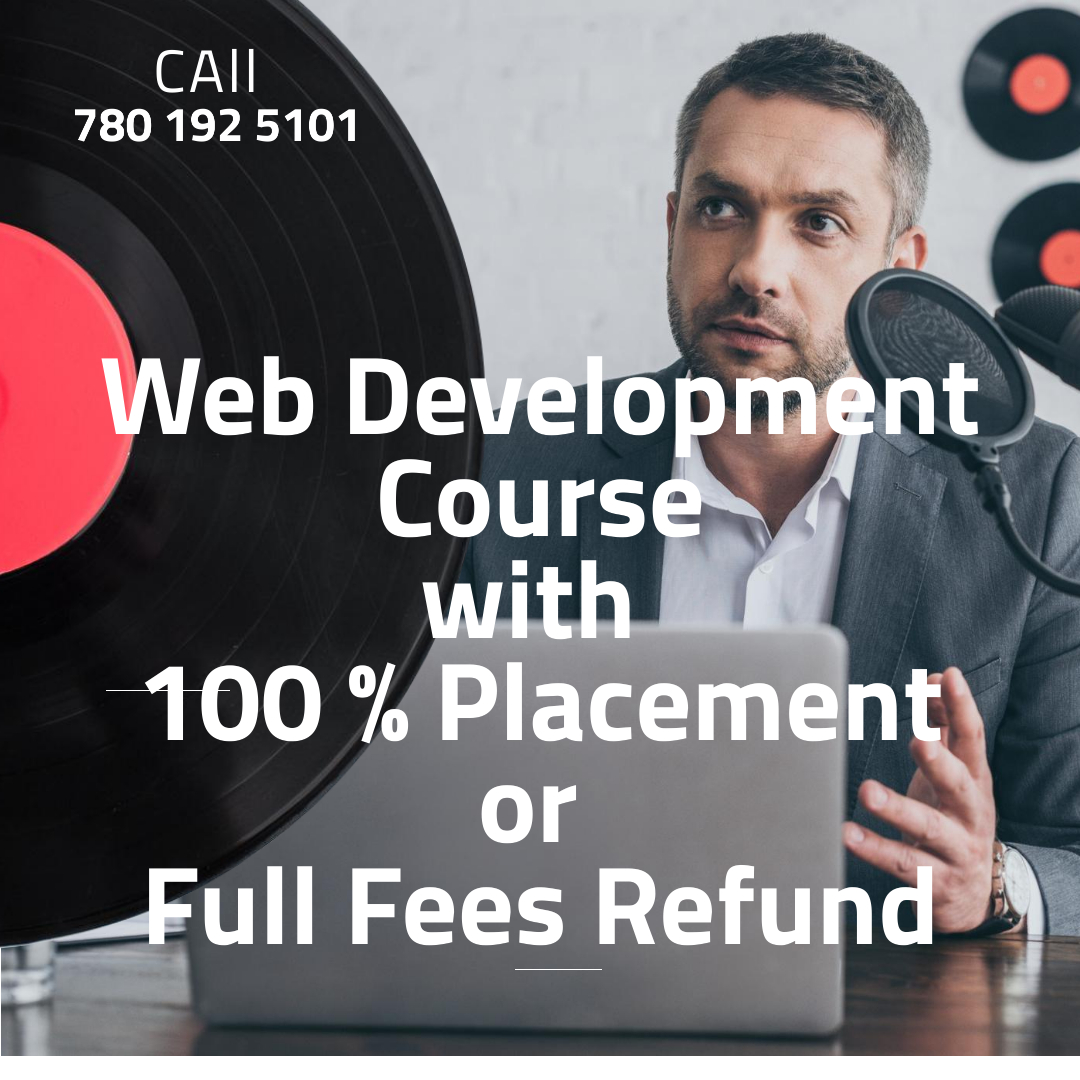 CAll
780 192 5101
Web Development
Course
with
100 % Placement
or
Full Fees Refund